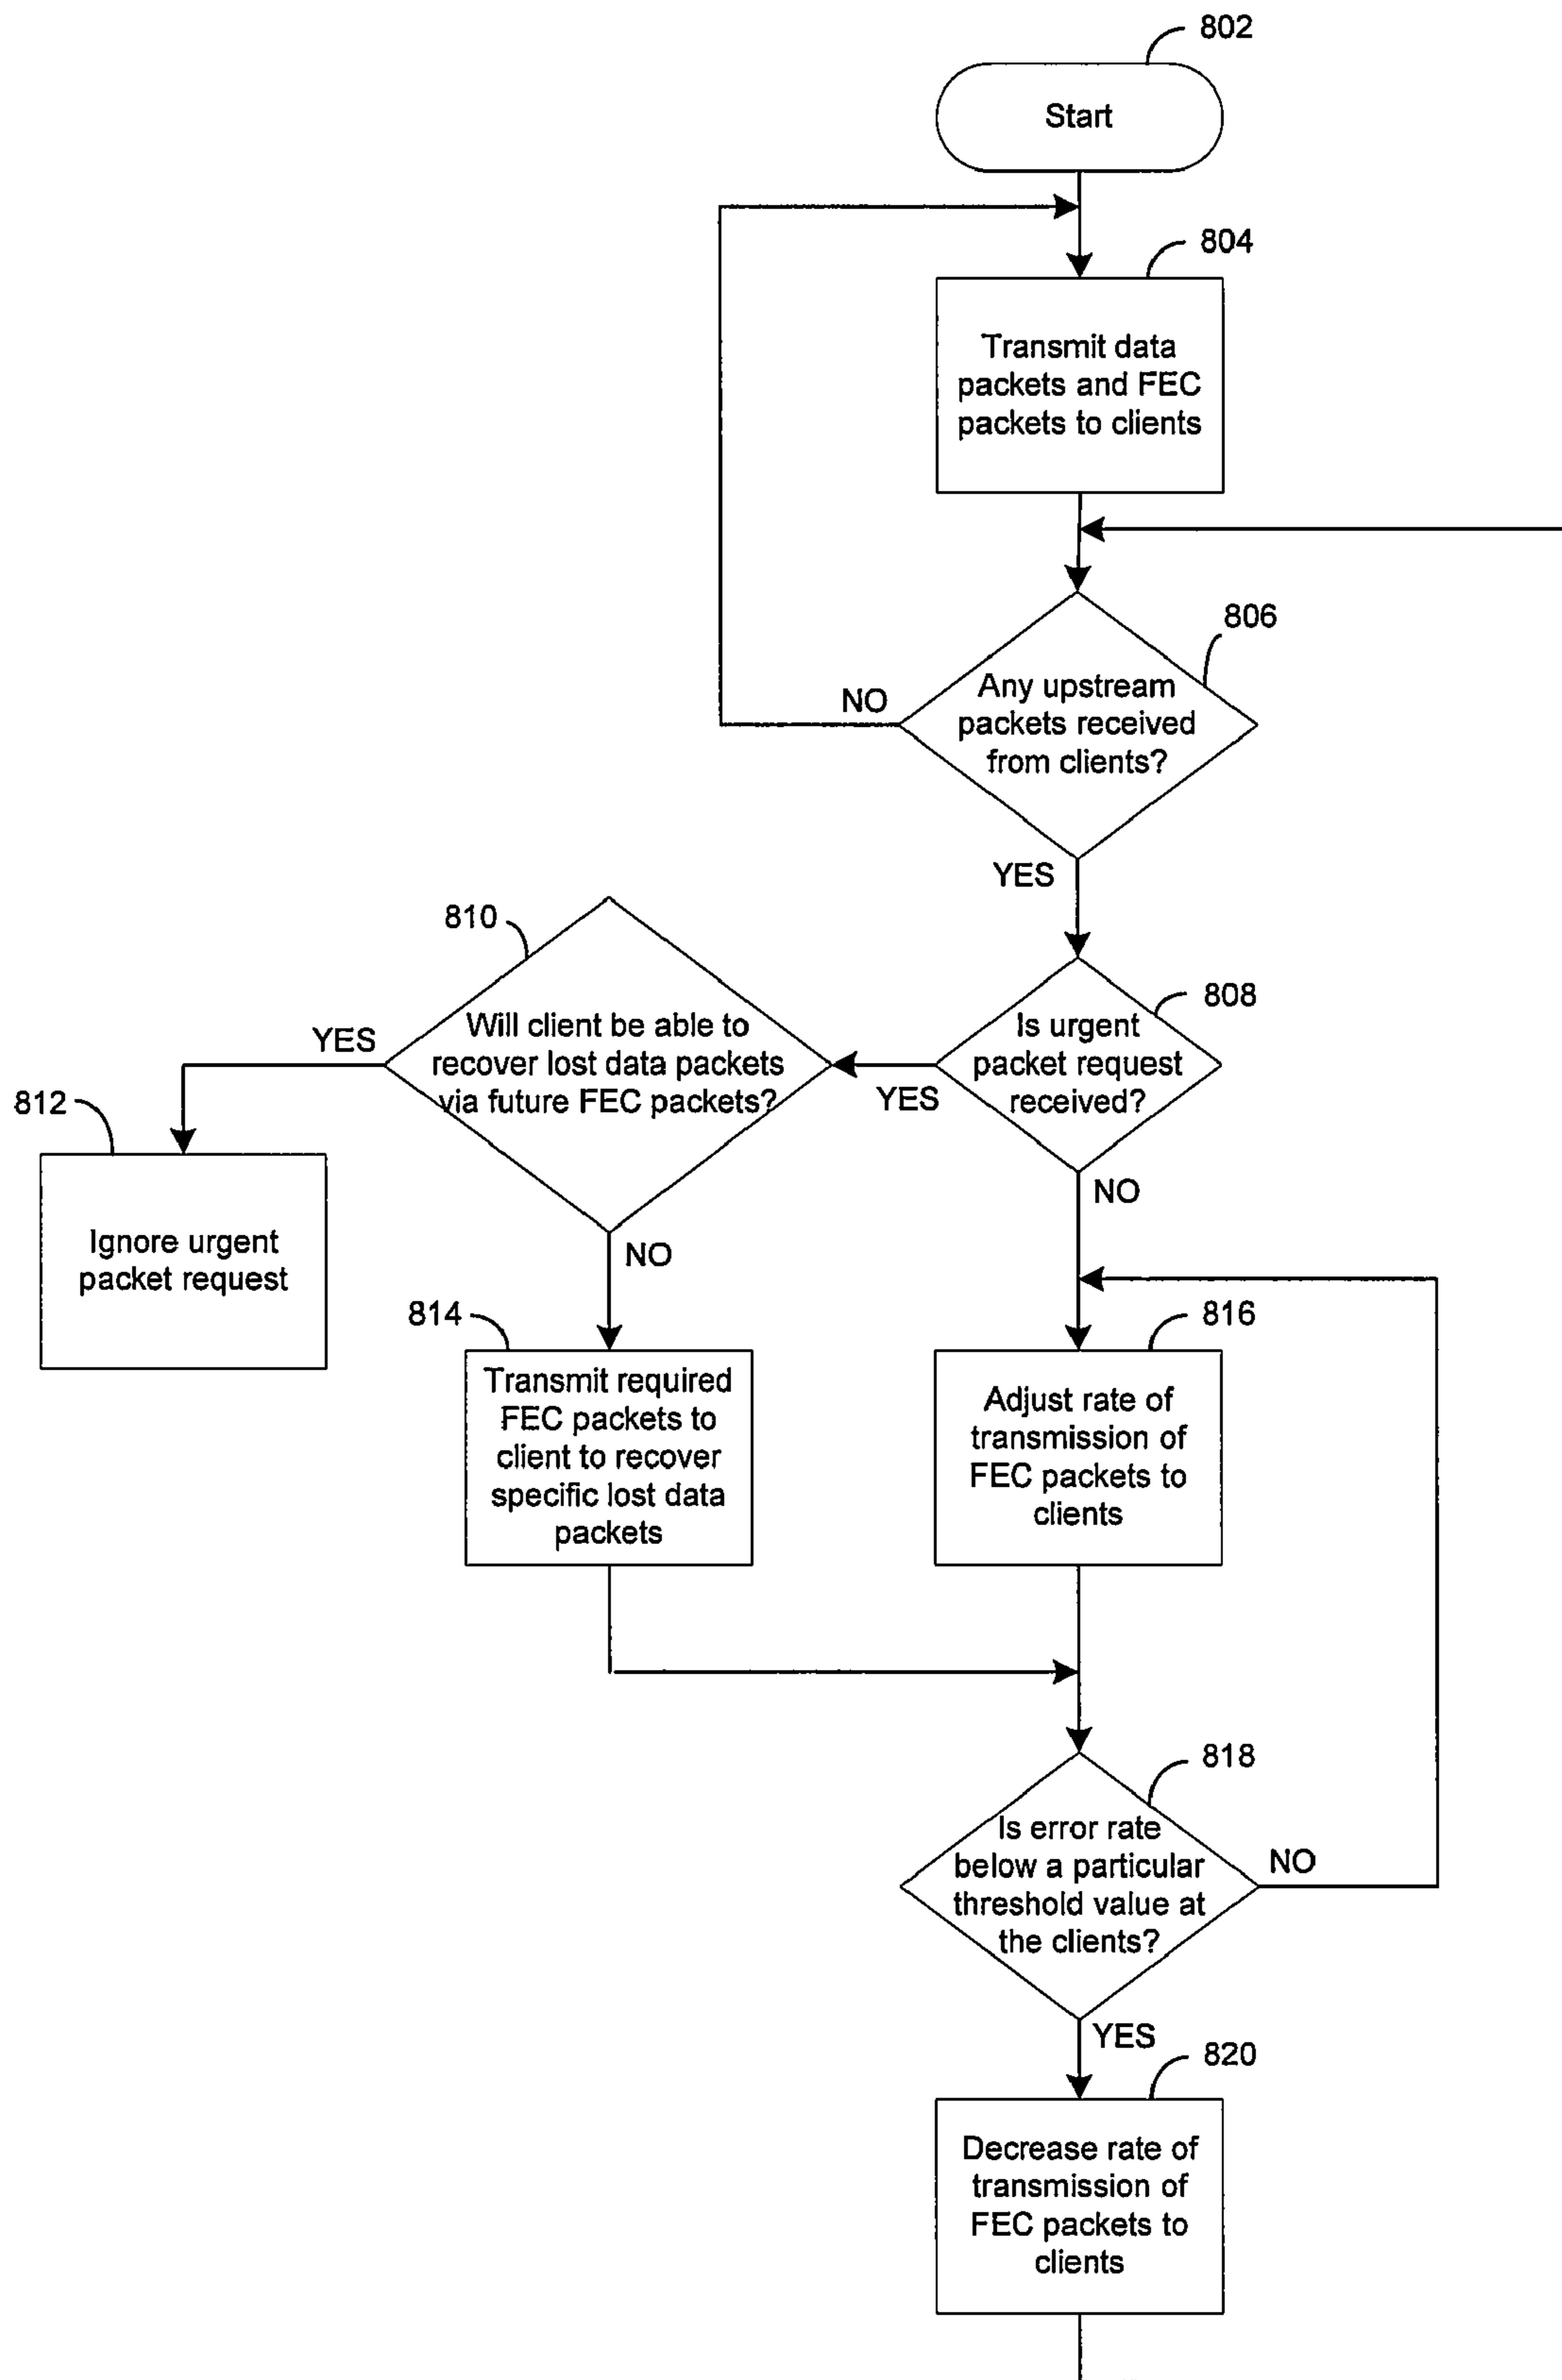 802
Start
804
Transmit data
packets and FEC
packets to clients
806
Any upstream
packets received
from clients?
NO
YES
810
808
Will client be able to
recover lost data packets
via future FEC packets?
YES
Is urgent
packet request
received?
YES
812
NO
Ignore urgent
packet request
NO
814
Transmit required
FEC packets to
client to recover
specific lost data
packets
816
Adjust rate of
transmission of
FEC packets to
clients
818
Is error rate
below a particular
threshold value at
the clients?
NO
YES
820
Decrease rate of
transmission of
FEC packets to
clients